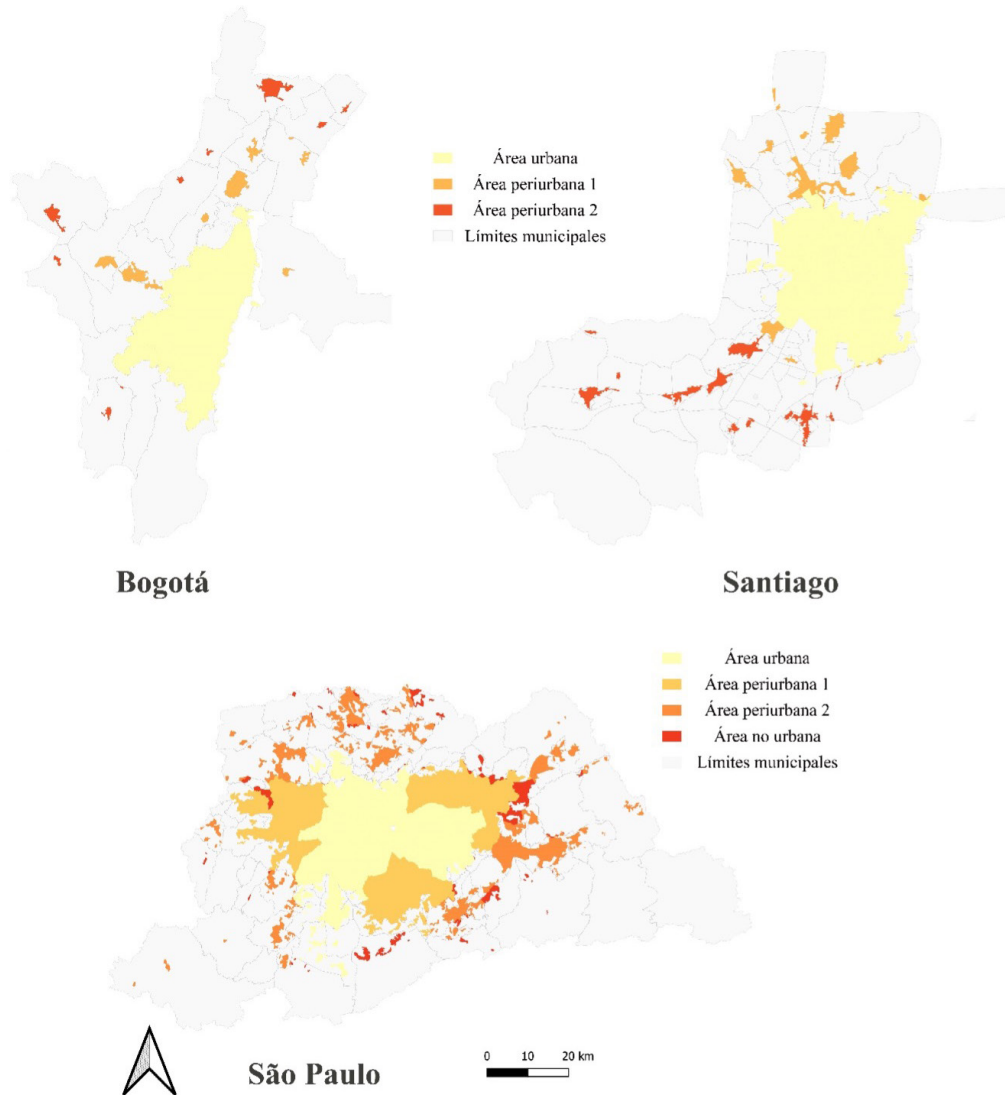 Área urbana
Área periurbana 1
Área periurbana 2
Límites municipales
Bogotá
Santiago
Área urbana
Área periurbana 1
Área periurbana 2
Área no urbana
Límites municipales
São Paulo
0 10 20 km